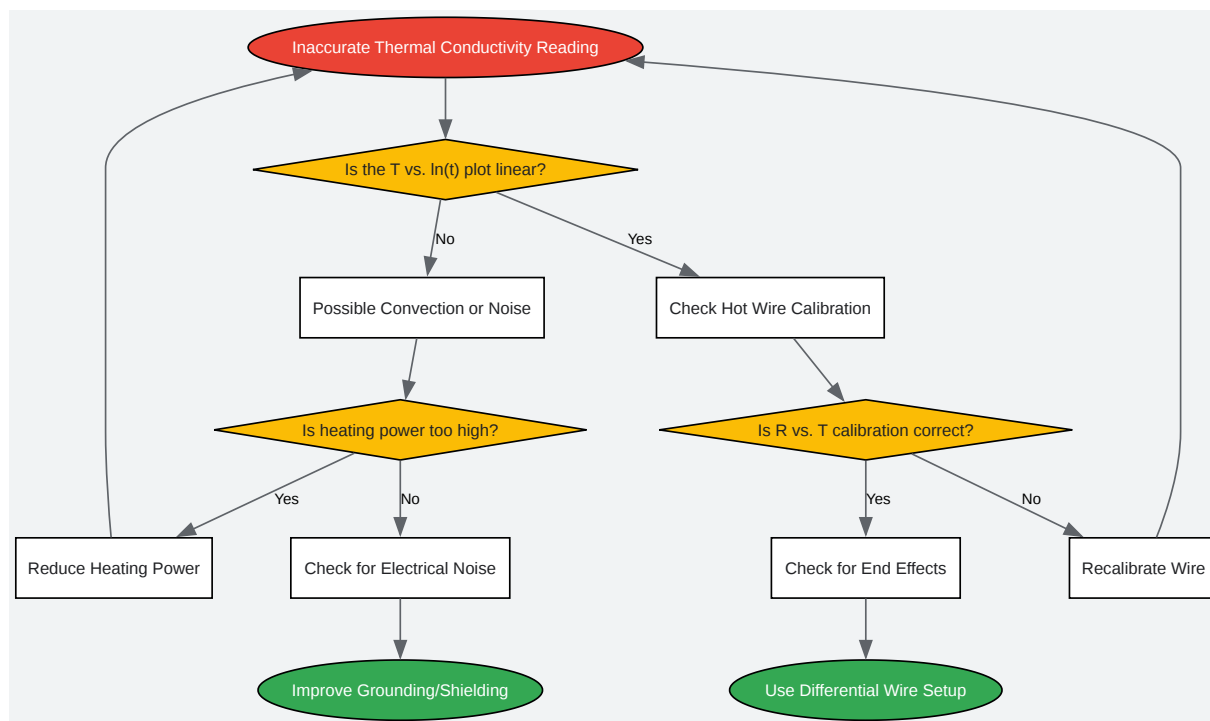 Inaccurate Thermal Conductivity Reading
Is the T vs. ln(t) plot linear?
No
Yes
Possible Convection or Noise
Check Hot Wire Calibration
Is heating power too high?
Is R vs. T calibration correct?
Yes
No
Yes
No
Reduce Heating Power
Check for Electrical Noise
Check for End Effects
Recalibrate Wire
Improve Grounding/Shielding
Use Differential Wire Setup